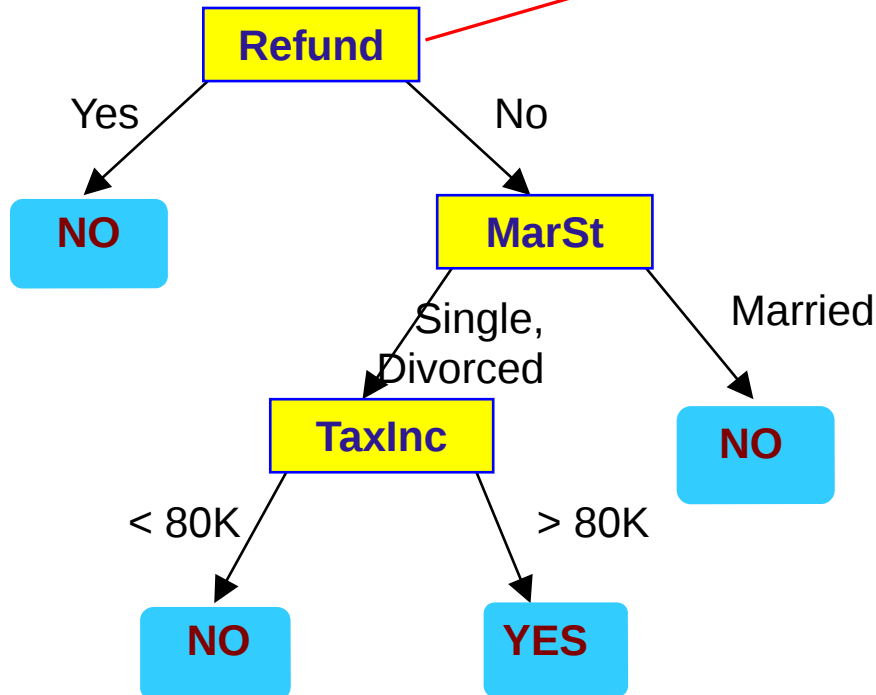 Refund
Yes
No
NO
MarSt
Single,
Divorced
Married
TaxInc
NO
< 80K
> 80K
NO
YES